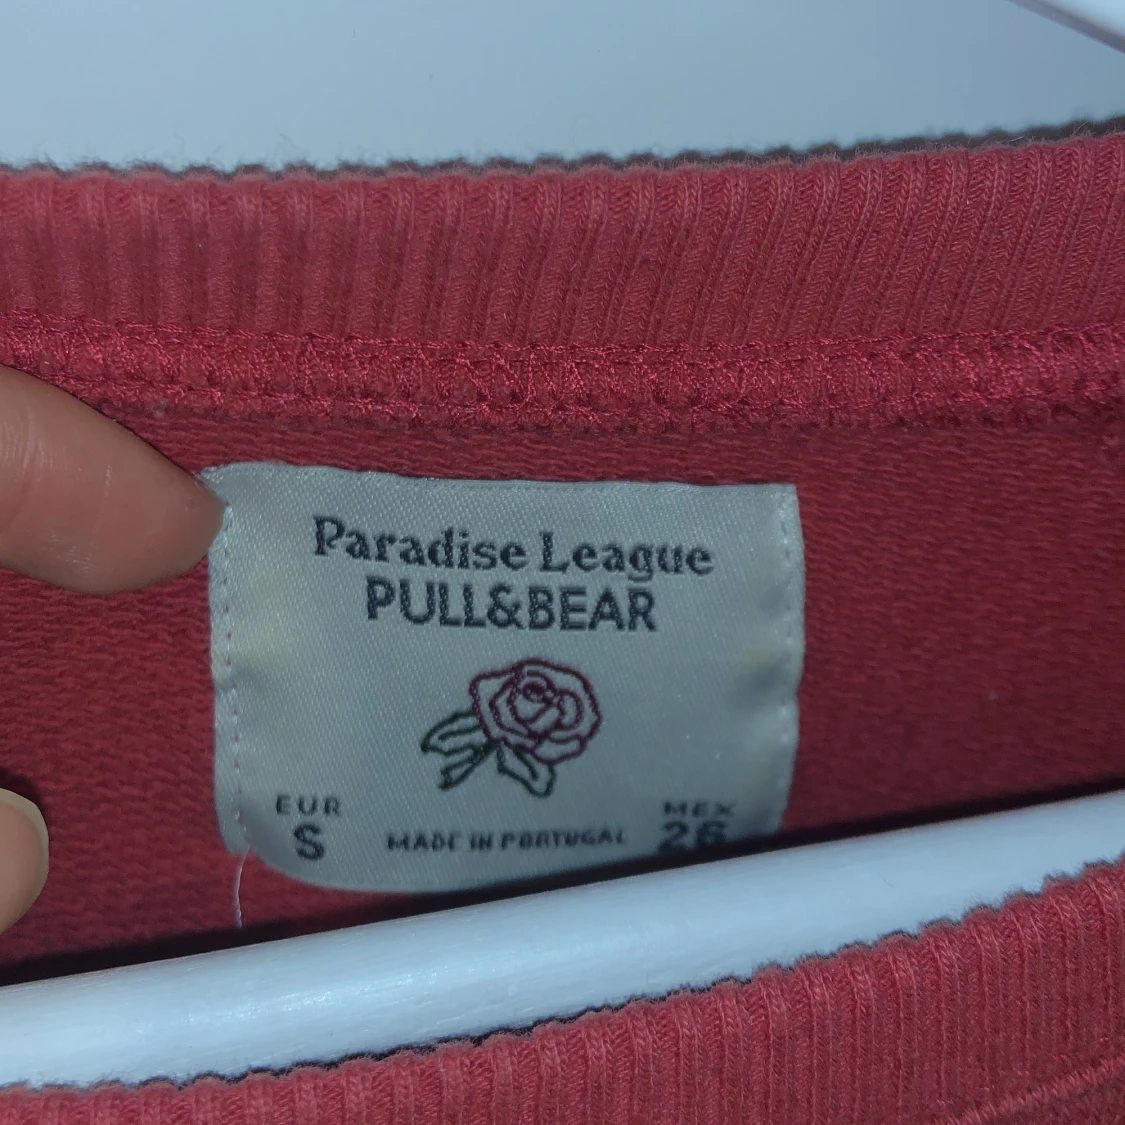 Paradise League
PULL&BEAR
EUR MEX
S MADE IN PORTUGAL 26